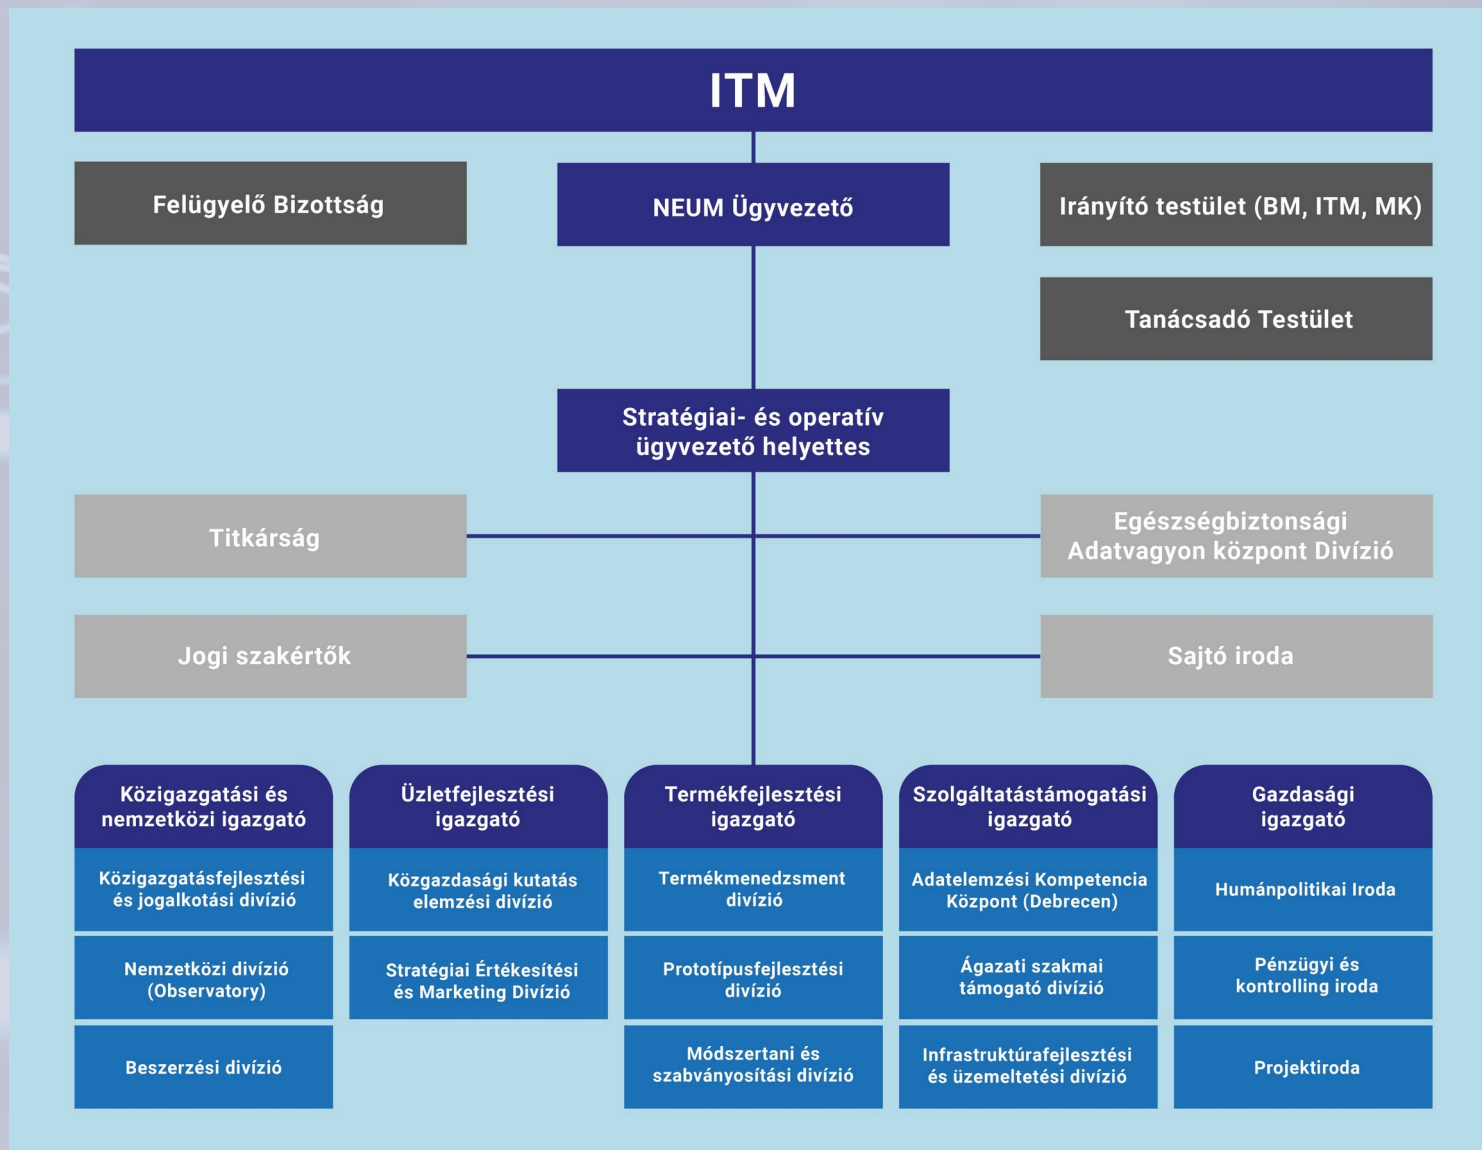 ITM
Felügyelő Bizottság
NEUM Ügyvezető
Irányító testület (BM, ITM, MK)
Tanácsadó Testület
Stratégiai- és operatív
ügyvezető helyettes
Titkárság
Egészségbiztonsági
Adatvagyon központ Divízió
Jogi szakértők
Sajtó iroda
Közigazgatási és
nemzetközi igazgató
Közigazgatásfejlesztési
és jogalkotási divízió
Nemzetközi divízió
(Observatory)
Beszerzési divízió
Üzletfejlesztési
igazgató
Közgazdasági kutatás
elemzési divízió
Stratégiai Értékesítési
és Marketing Divízió
Termékfejlesztési
igazgató
Termékmenedzsment
divízió
Prototípusfejlesztési
divízió
Módszertani és
szabványosítási divízió
Szolgáltatástámogatási
igazgató
Adatelemzési Kompetencia
Központ (Debrecen)
Ágazati szakmai
támogató divízió
Infrastruktúrafejlesztési
és üzemeltetési divízió
Gazdasági
igazgató
Humánpolitikai Iroda
Pénzügyi és
kontrolling iroda
Projektiroda